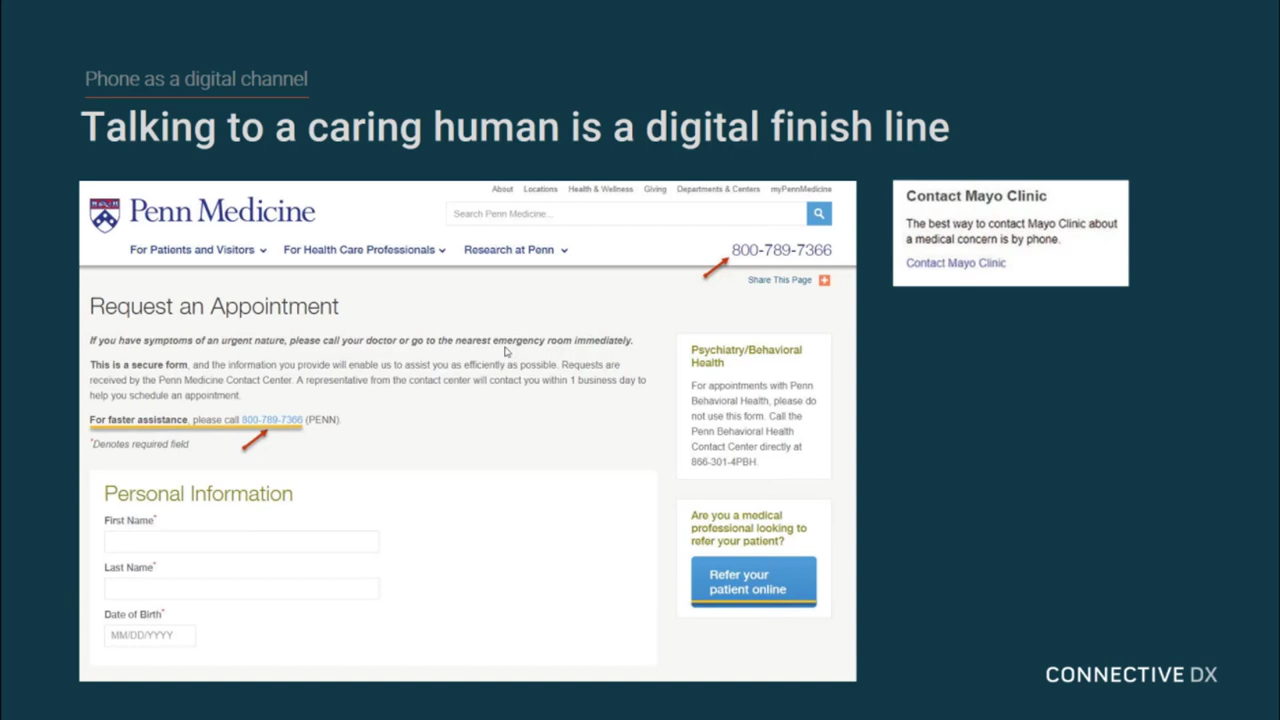 Phone as a digital channel
Talking to a caring human is a digital finish line
About Locations Health & Wellness Giving Departments & Centers myPennMedicine
Penn Medicine
Search Penn Medicine...
For Patients and Visitors For Health Care Professionals Research at Penn
800-789-7366
Share This Page
Request an Appointment
If you have symptoms of an urgent nature, please call your doctor or go to the nearest emergency room immediately.
This is a secure form, and the information you provide will enable us to assist you as efficiently as possible. Requests are
received by the Penn Medicine Contact Center. A representative from the contact center will contact you within 1 business day to
help you schedule an appointment.
For faster assistance, please call 800-789-7366 (PENN).
*Denotes required field
Personal Information
First Name*
Last Name*
Date of Birth*
MM/DD/YYYY
Psychiatry/Behavioral
Health
For appointments with Penn
Behavioral Health, please do
not use this form. Call the
Penn Behavioral Health
Contact Center directly at
866-301-4PBH.
Are you a medical
professional looking to
refer your patient?
Refer your
patient online
Contact Mayo Clinic
The best way to contact Mayo Clinic about
a medical concern is by phone.
Contact Mayo Clinic
CONNECTIVE DX